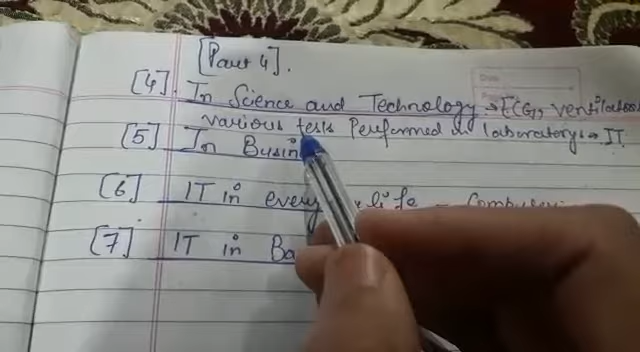 [Part 4].
[4]. In Science and Technology → ECG, ventilators
Date
various tests Performed in laboratory → IT
[5] In Busin
[6] IT in every life –
[7] IT in Ba